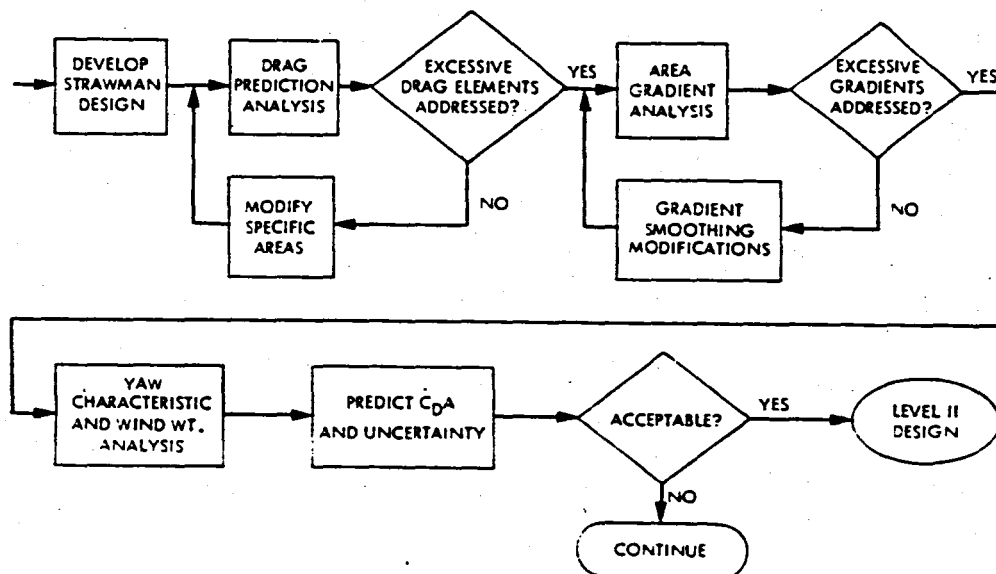 DEVELOP
STRAWMAN
DESIGN
DRAG
PREDICTION
ANALYSIS
EXCESSIVE
DRAG ELEMENTS
ADDRESSED?
YES
NO
MODIFY
SPECIFIC
AREAS
AREA
GRADIENT
ANALYSIS
EXCESSIVE
GRADIENTS
ADDRESSED?
YES
NO
GRADIENT
SMOOTHING
MODIFICATIONS
YAW
CHARACTERISTIC
AND WIND WT.
ANALYSIS
PREDICT CDA
AND UNCERTAINTY
ACCEPTABLE?
YES
LEVEL II
DESIGN
NO
CONTINUE